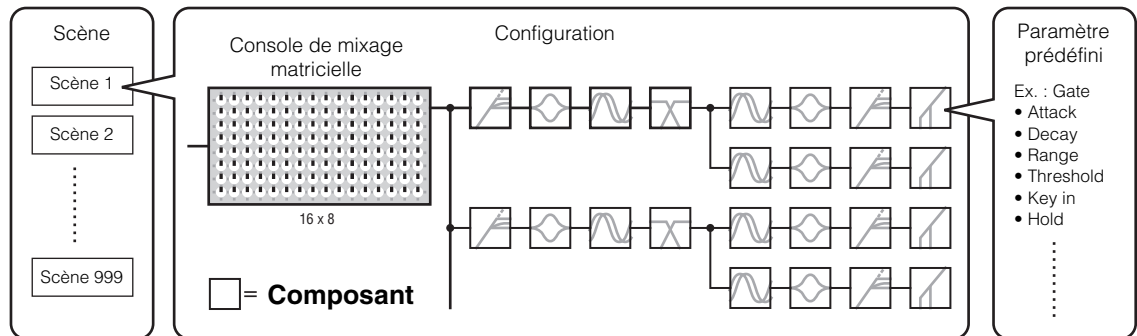 Scène
Scène 1
Scène 2
Scène 999
Configuration
Console de mixage
matricielle
16 x 8
= Composant
Paramètre
prédéfini
Ex. : Gate
• Attack
• Decay
• Range
• Threshold
• Key in
• Hold